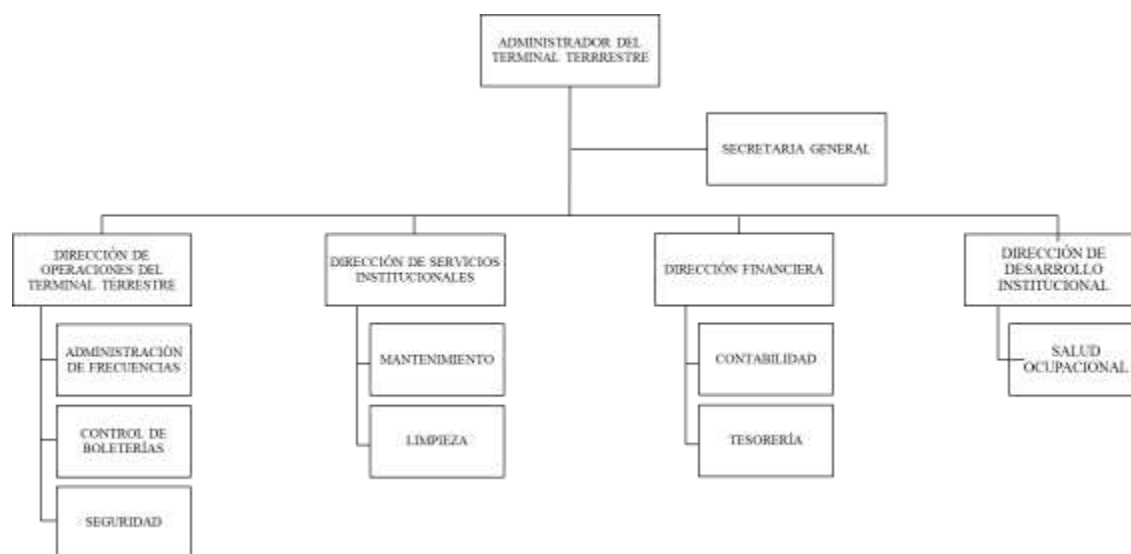 ADMINISTRADOR DEL
TERMINAL TERRRESTRE
SECRETARIA GENERAL
DIRECCIÓN DE
OPERACIONES DEL
TERMINAL TERRESTRE
DIRECCIÓN DE SERVICIOS
INSTITUCIONALES
DIRECCIÓN FINANCIERA
DIRECCIÓN DE
DESARROLLO
INSTITUCIONAL
ADMINISTRACIÓN
DE FRECUENCIAS
MANTENIMIENTO
CONTABILIDAD
SALUD
OCUPACIONAL
CONTROL DE
BOLETERÍAS
LIMPIEZA
TESORERÍA
SEGURIDAD